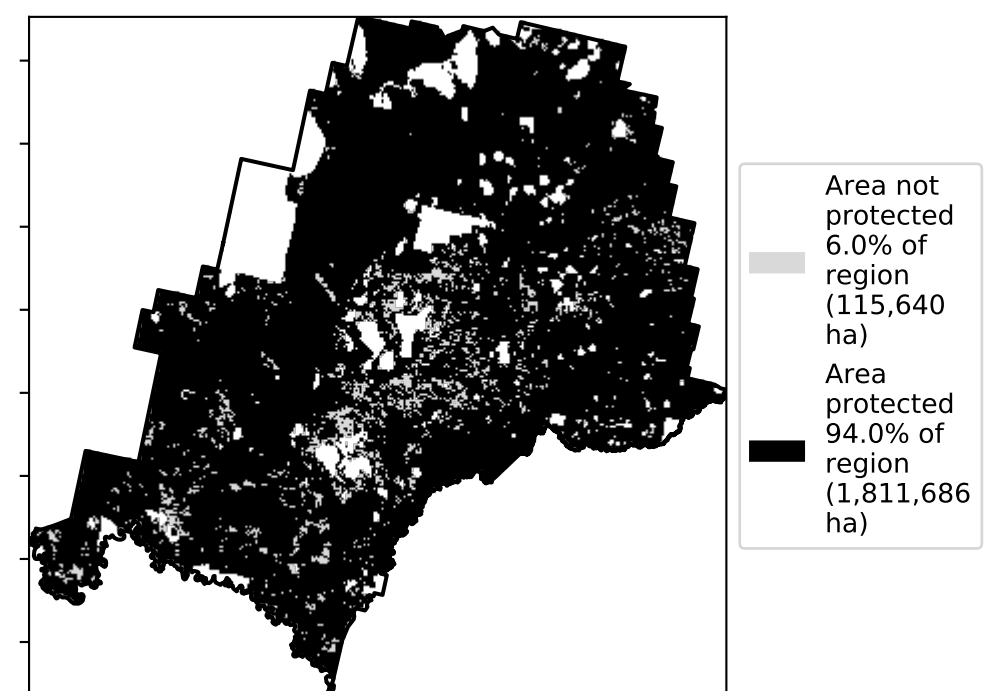 Area not
protected
6.0% of
region
(115,640
ha)
Area
protected
94.0% of
region
(1,811,686
ha)